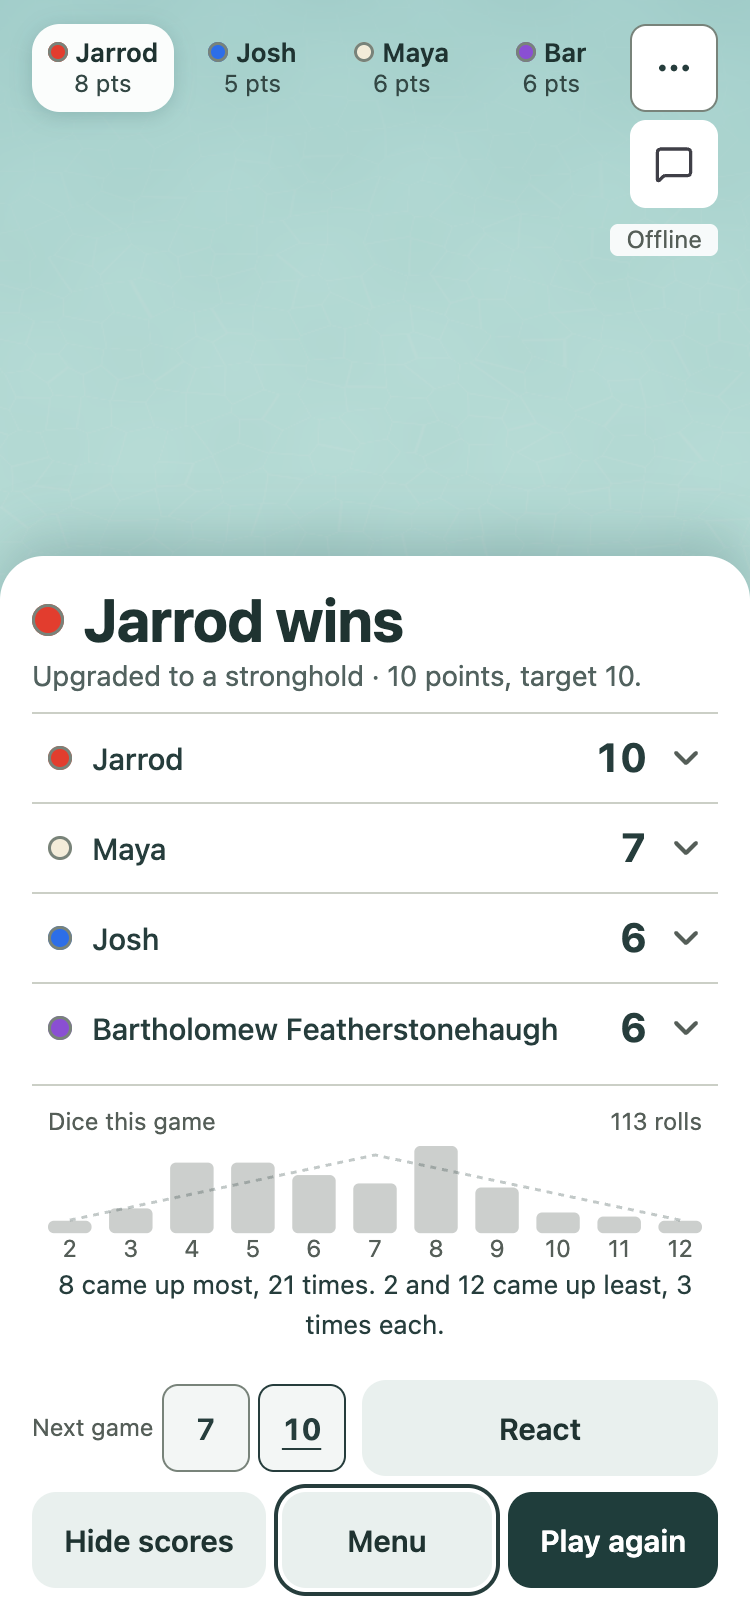 Jarrod
8 pts
Josh
5 pts
Maya
6 pts
Bar
6 pts
Offline
Jarrod wins
Upgraded to a stronghold · 10 points, target 10.
Jarrod 10
Maya 7
Josh 6
Bartholomew Featherstonehaugh 6
Dice this game 113 rolls
2 3 4 5 6 7 8 9 10 11 12
8 came up most, 21 times. 2 and 12 came up least, 3
times each.
Next game 7 10 React
Hide scores Menu Play again